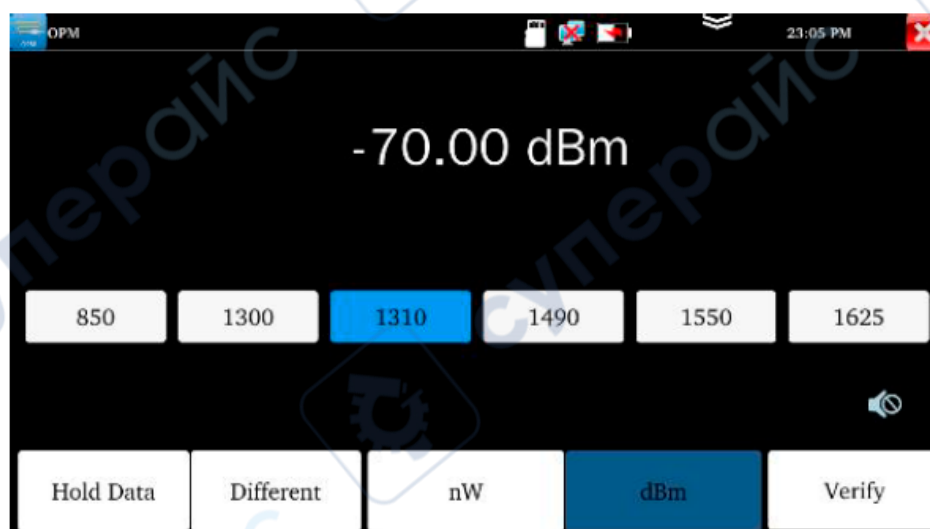 OPM
23:05 PM
-70.00 dBm
850 1300 1310 1490 1550 1625
Hold Data Different nW dBm Verify
суперайс